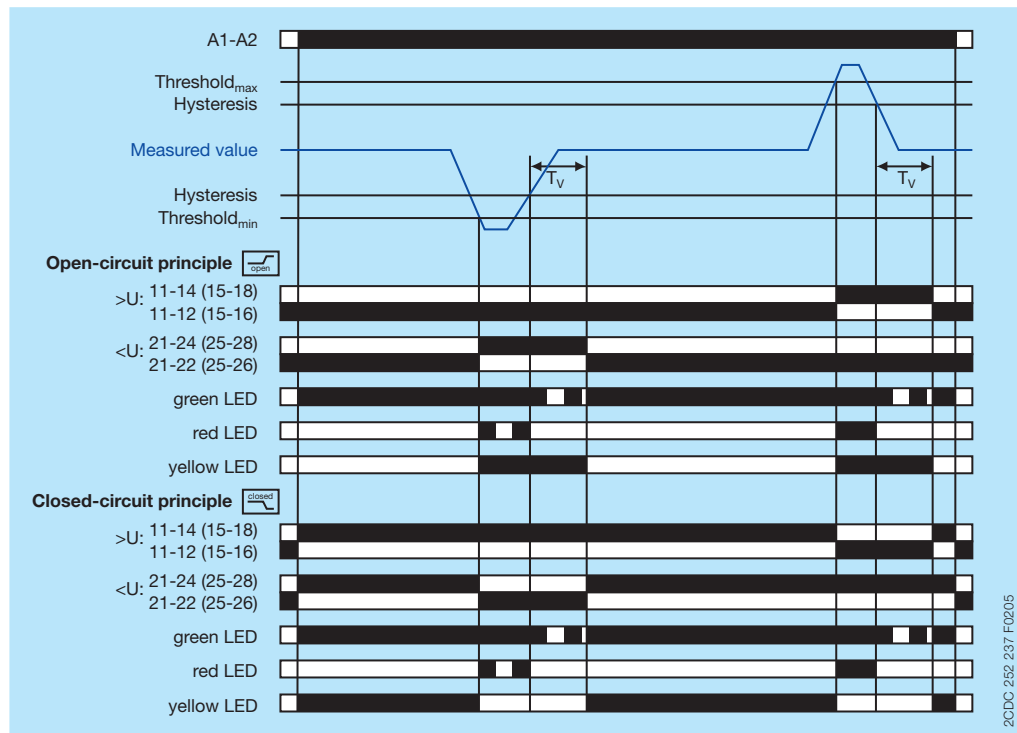 A1-A2
Thresholdmax
Hysteresis
Measured value
TV
TV
Hysteresis
Thresholdmin
Open-circuit principle open
>U: 11-14 (15-18)
11-12 (15-16)
<U: 21-24 (25-28)
21-22 (25-26)
green LED
red LED
yellow LED
Closed-circuit principle closed
>U: 11-14 (15-18)
11-12 (15-16)
<U: 21-24 (25-28)
21-22 (25-26)
green LED
red LED
yellow LED
2CDC 252 237 F0205